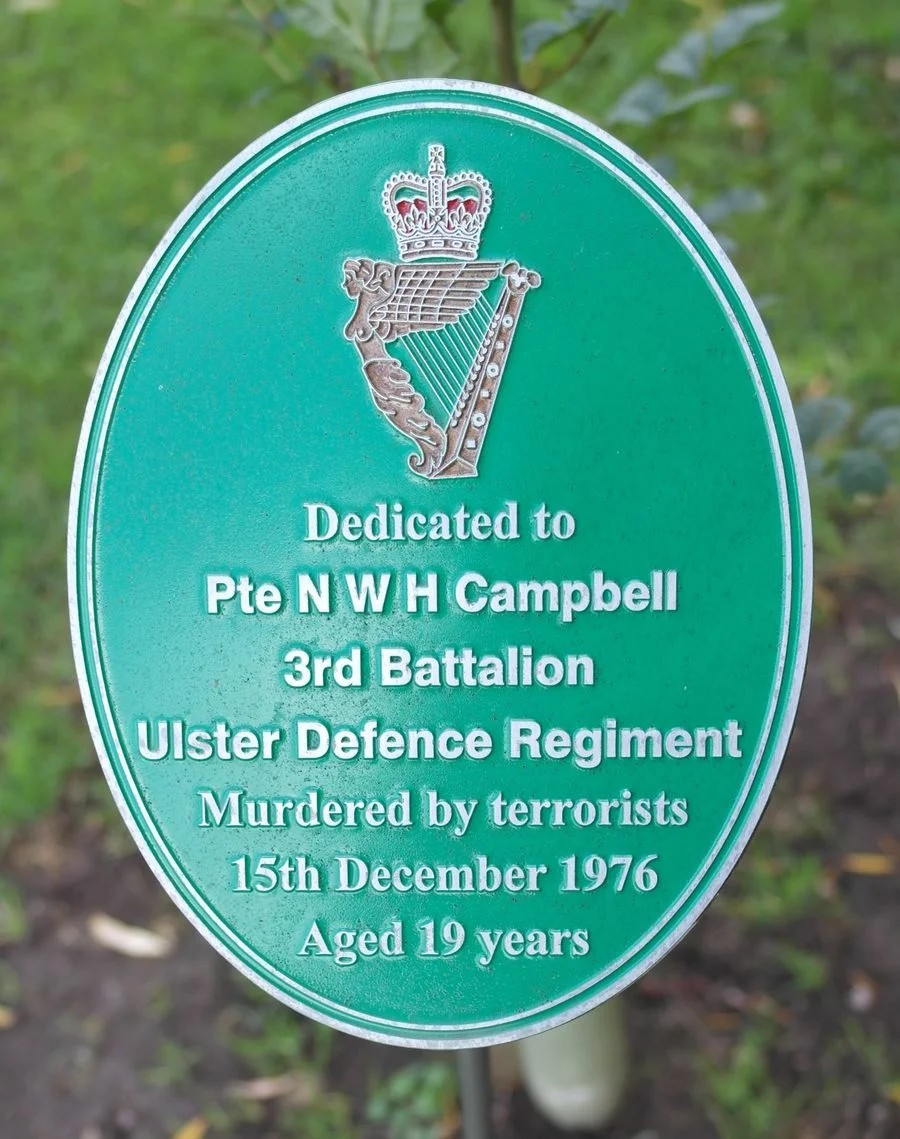 Dedicated to
Pte N W H Campbell
3rd Battalion
Ulster Defence Regiment
Murdered by terrorists
15th December 1976
Aged 19 years